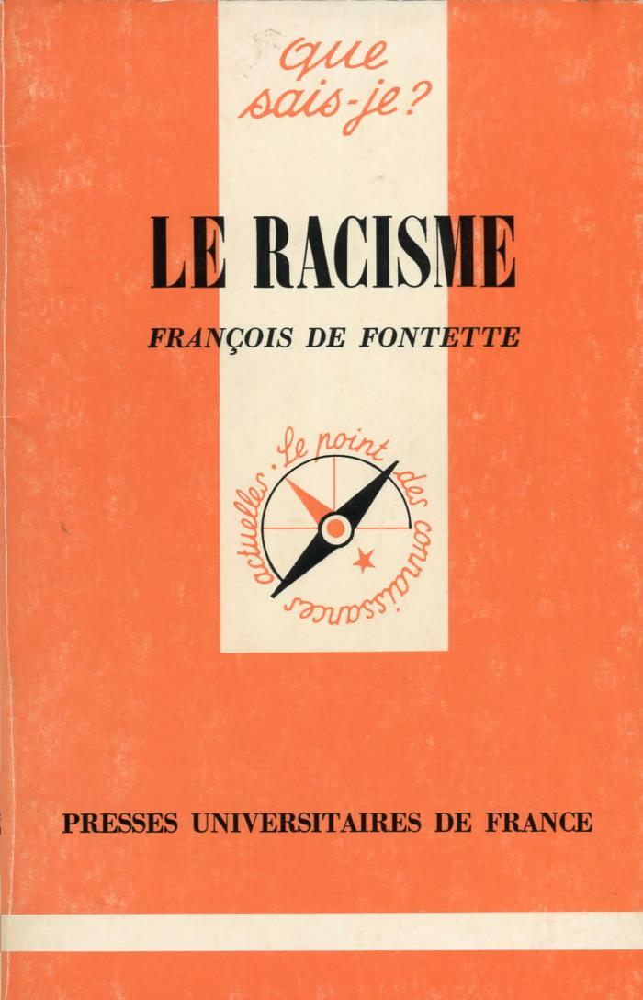 que
sais-je?
LE RACISME
FRANÇOIS DE FONTETTE
Le point des connaissances actuelles.
PRESSES UNIVERSITAIRES DE FRANCE